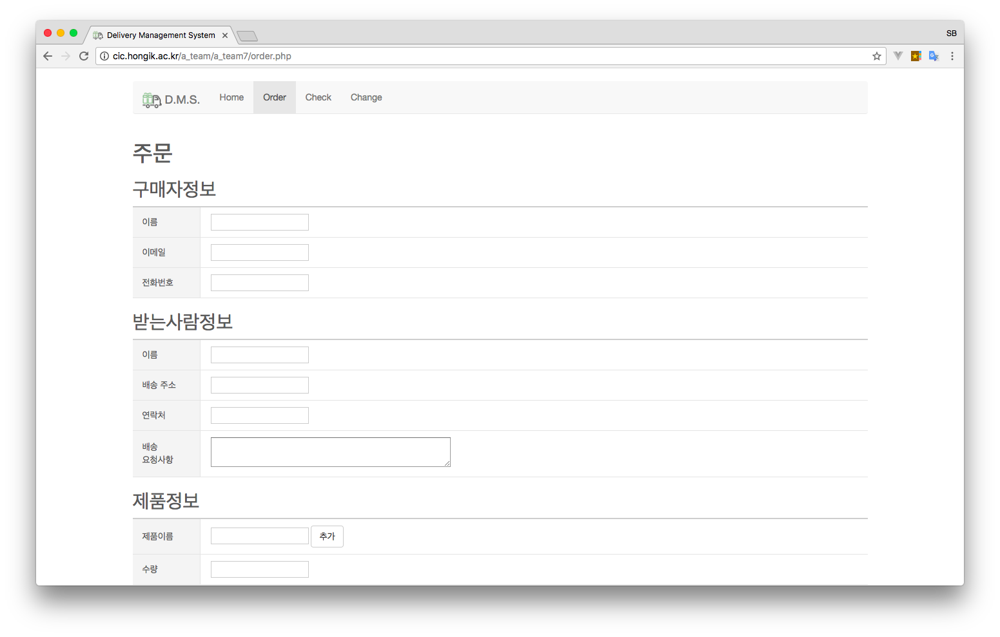 Delivery Management System
SB
cic.hongik.ac.kr/a_team/a_team7/order.php
D.M.S. Home Order Check Change
주문
구매자정보
이름
이메일
전화번호
받는사람정보
이름
배송 주소
연락처
배송
요청사항
제품정보
제품이름 추가
수량